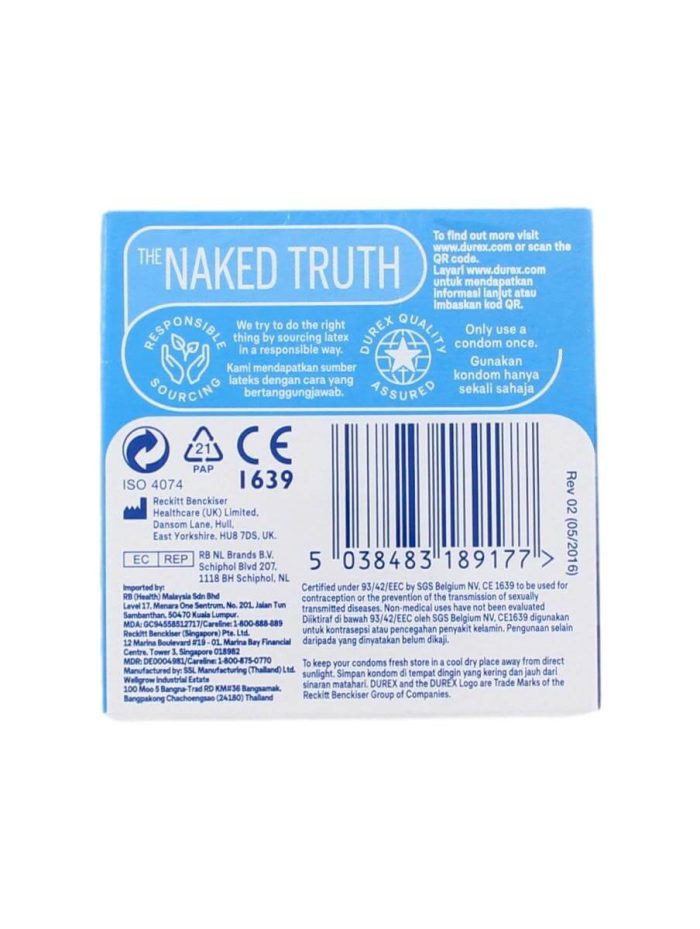 THE NAKED TRUTH
To find out more visit
www.durex.com or scan the
QR code.
Layari www.durex.com
untuk mendapatkan
informasi lanjut atau
imbaskan kod QR.
RESPONSIBLE
SOURCING
We try to do the right
thing by sourcing latex
in a responsible way.
Kami mendapatkan sumber
lateks dengan cara yang
bertanggungjawab.
DUREX QUALITY
ASSURED
Only use a
condom once.
Gunakan
kondom hanya
sekali sahaja
ISO 4074
21
PAP
CE
1639
Reckitt Benckiser
Healthcare (UK) Limited,
Dansom Lane, Hull,
East Yorkshire, HU8 7DS, UK.
EC REP
RB NL Brands B.V.
Schiphol Blvd 207,
1118 BH Schiphol, NL
Imported by:
RB (Health) Malaysia Sdn Bhd
Level 17, Menara One Sentrum, No. 201, Jalan Tun
Sambanthan, 50470 Kuala Lumpur.
MDA: GC94558512717/Careline: 1-800-888-889
Reckitt Benckiser (Singapore) Pte. Ltd.
12 Marina Boulevard #19 - 01, Marina Bay Financial
Centre, Tower 3, Singapore 018982
MDR: DE0004981/Careline: 1-800-875-0770
Manufactured by: SSL Manufacturing (Thailand) Ltd.
Wellgrow Industrial Estate
100 Moo 5 Bangna-Trad RD KM#36 Bangsamak,
Bangpakong Chachoengsao (24180) Thailand
5 038483 189177 >
Rev 02 (05/2016)
Certified under 93/42/EEC by SGS Belgium NV, CE 1639 to be used for
contraception or the prevention of the transmission of sexually
transmitted diseases. Non-medical uses have not been evaluated
Diiktiraf di bawah 93/42/EEC oleh SGS Belgium NV, CE1639 digunakan
untuk kontrasepsi atau pencegahan penyakit kelamin. Pengunaan selain
daripada yang dinyatakan belum dikaji.
To keep your condoms fresh store in a cool dry place away from direct
sunlight. Simpan kondom di tempat dingin yang kering dan jauh dari
sinaran matahari. DUREX and the DUREX Logo are Trade Marks of the
Reckitt Benckiser Group of Companies.